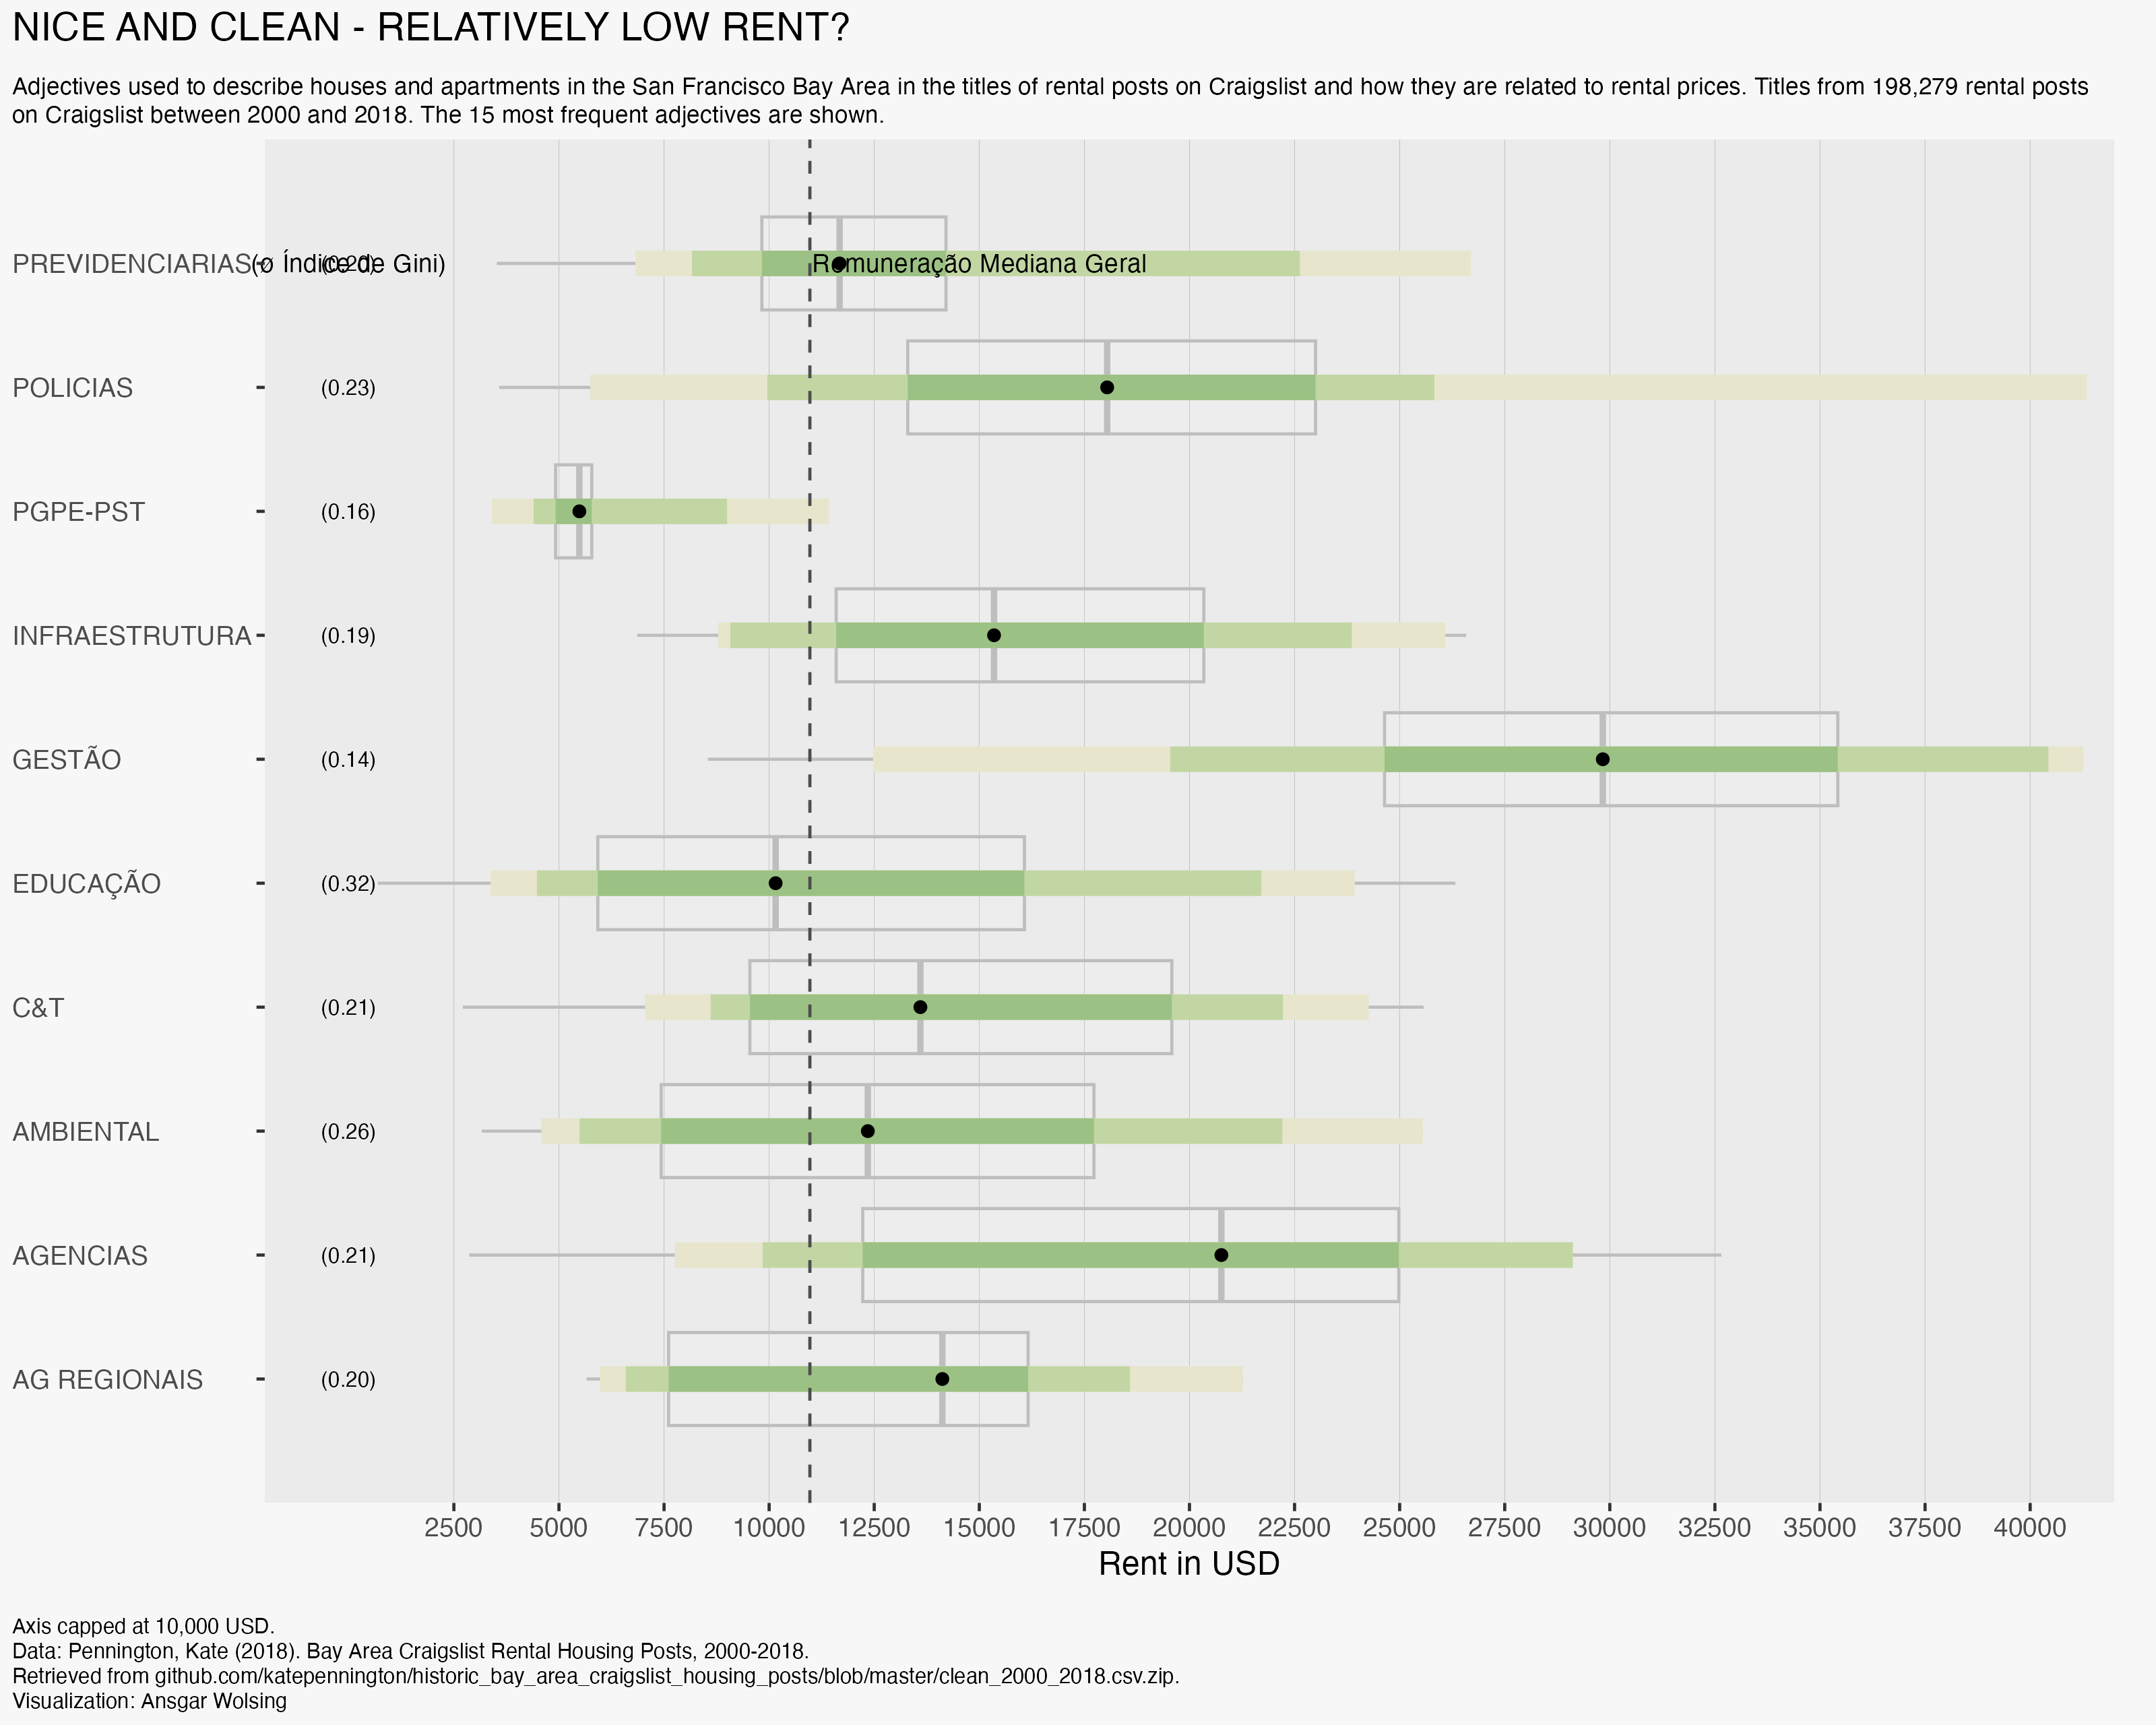 NICE AND CLEAN - RELATIVELY LOW RENT?
Adjectives used to describe houses and apartments in the San Francisco Bay Area in the titles of rental posts on Craigslist and how they are related to rental prices. Titles from 198,279 rental posts
on Craigslist between 2000 and 2018. The 15 most frequent adjectives are shown.
PREVIDENCIARIAS (ø Índice de Gini) (0.20) Remuneração Mediana Geral
POLICIAS (0.23)
PGPE-PST (0.16)
INFRAESTRUTURA (0.19)
GESTÃO (0.14)
EDUCAÇÃO (0.32)
C&T (0.21)
AMBIENTAL (0.26)
AGENCIAS (0.21)
AG REGIONAIS (0.20)
2500 5000 7500 10000 12500 15000 17500 20000 22500 25000 27500 30000 32500 35000 37500 40000
Rent in USD
Axis capped at 10,000 USD.
Data: Pennington, Kate (2018). Bay Area Craigslist Rental Housing Posts, 2000-2018.
Retrieved from github.com/katepennington/historic_bay_area_craigslist_housing_posts/blob/master/clean_2000_2018.csv.zip.
Visualization: Ansgar Wolsing